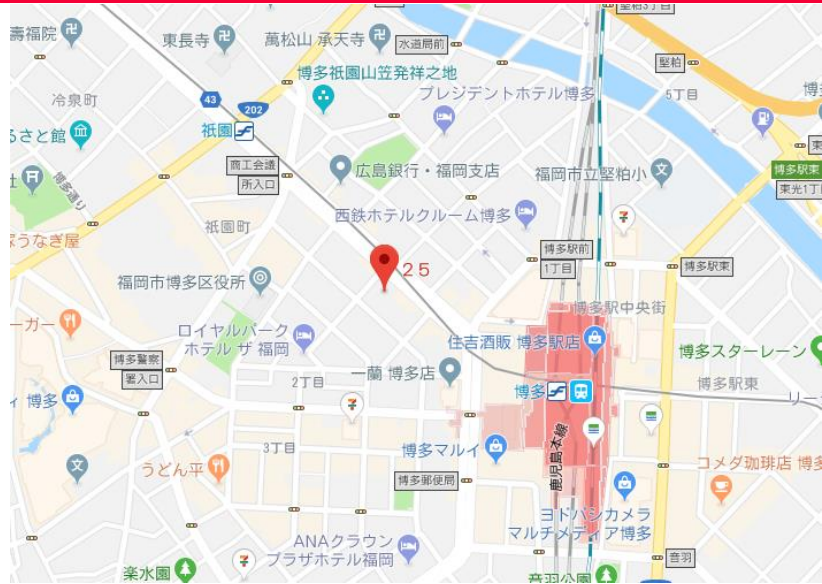 壽福院
東長寺
萬松山 承天寺
水道局前
堅粕3丁目
堅粕
冷泉町
43
202
博多祇園山笠発祥之地
プレジデントホテル博多
5丁目
るさと館
祇園
商工会議
所入口
広島銀行・福岡支店
福岡市立堅粕小
博多駅東
東光1丁目
博多通り
祇園町
西鉄ホテルクルーム博多
7
博多駅前
1丁目
博多駅東
ぼうなぎ屋
25
福岡市博多区役所
博多駅中央街
ーガー
ロイヤルパーク
ホテル ザ 福岡
住吉酒販 博多駅店
博多スターレーン
博多警察
署入口
2丁目
一蘭 博多店
博多
博多駅東
リー
ィ 博多
7
鹿児島本線
3丁目
うどん平
博多マルイ
コメダ珈琲店 博多
博多郵便局
ヨドバシカメラ
マルチメディア博多
ANAクラウン
プラザホテル福岡
7
音羽
楽水園
音羽公園